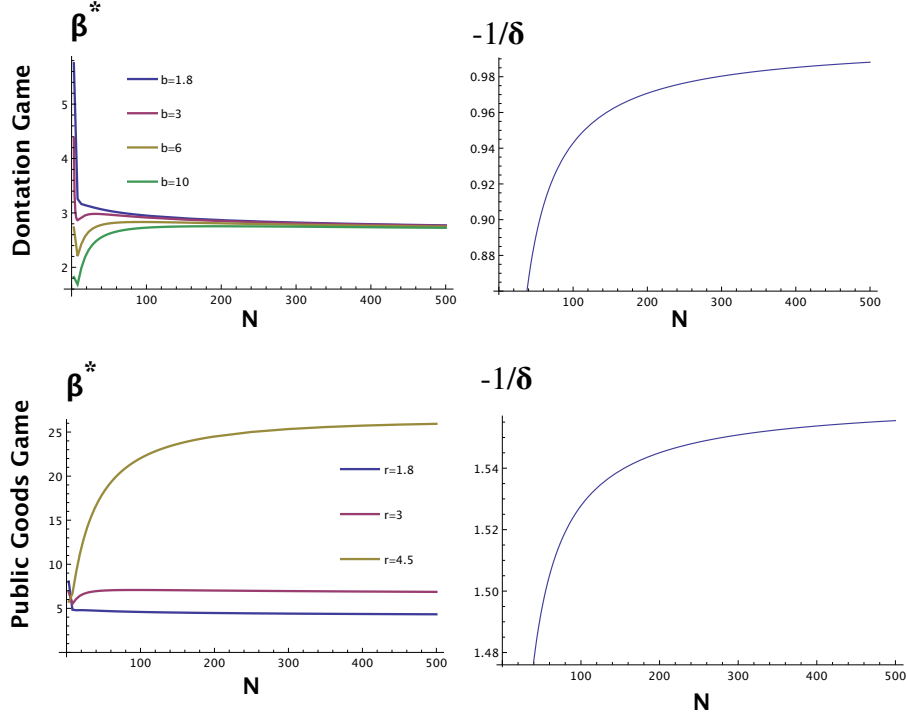 β*
-1/δ
Dontation Game
5
4
3
2
b=1.8
b=3
b=6
b=10
100 200 300 400 500
N
0.98
0.96
0.94
0.92
0.90
0.88
100 200 300 400 500
N
β*
-1/δ
Public Goods Game
25
20
15
10
5
r=1.8
r=3
r=4.5
100 200 300 400 500
N
1.54
1.52
1.50
1.48
100 200 300 400 500
N